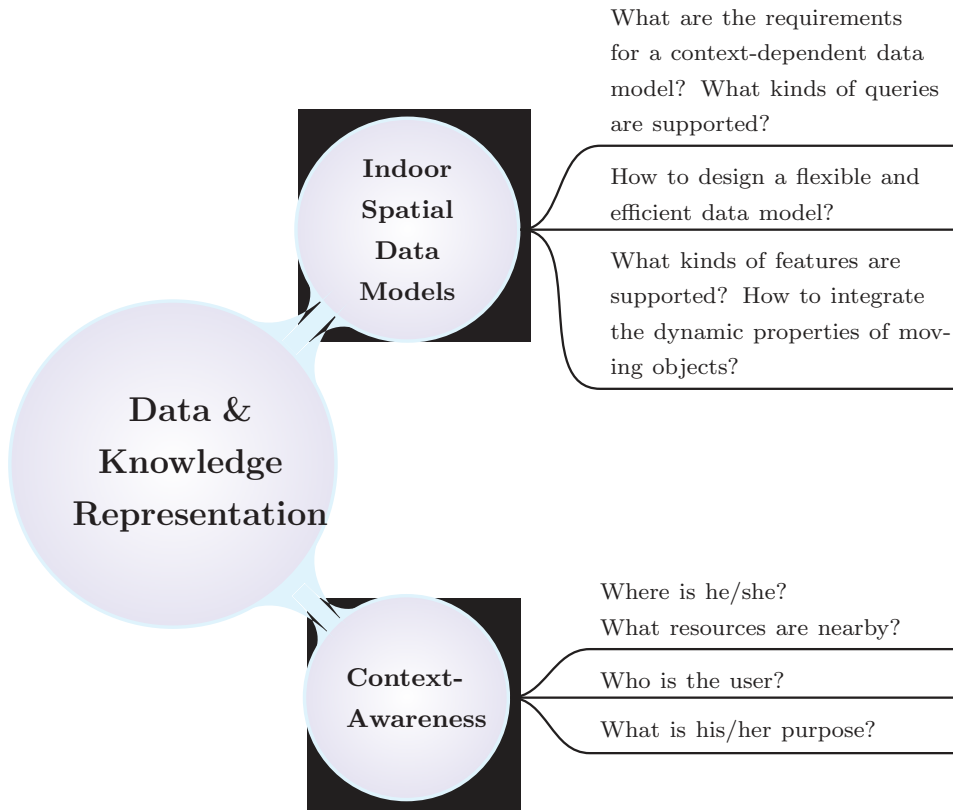 What are the requirements
for a context-dependent data
model? What kinds of queries
are supported?
Indoor
Spatial
Data
Models
How to design a flexible and
efficient data model?
What kinds of features are
supported? How to integrate
the dynamic properties of mov-
ing objects?
Data &
Knowledge
Representation
Where is he/she?
What resources are nearby?
Context-
Awareness
Who is the user?
What is his/her purpose?